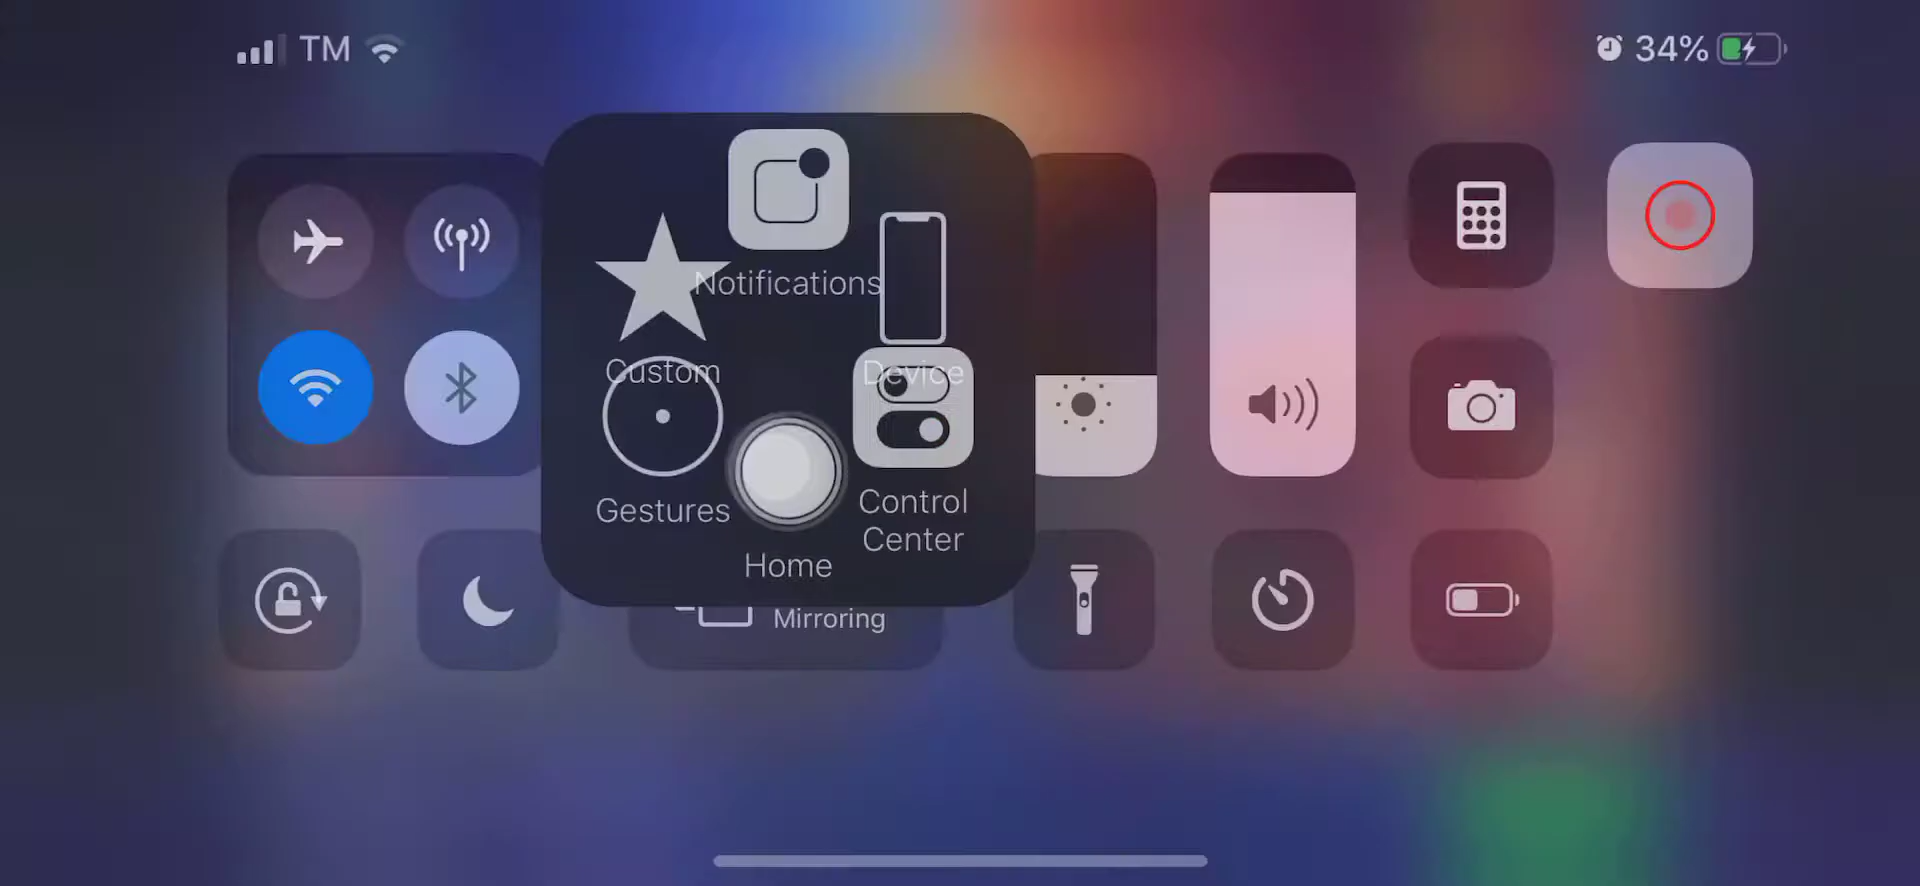 TM
34%
Notifications
Custom
Device
Gestures
Control
Center
Home
Mirroring